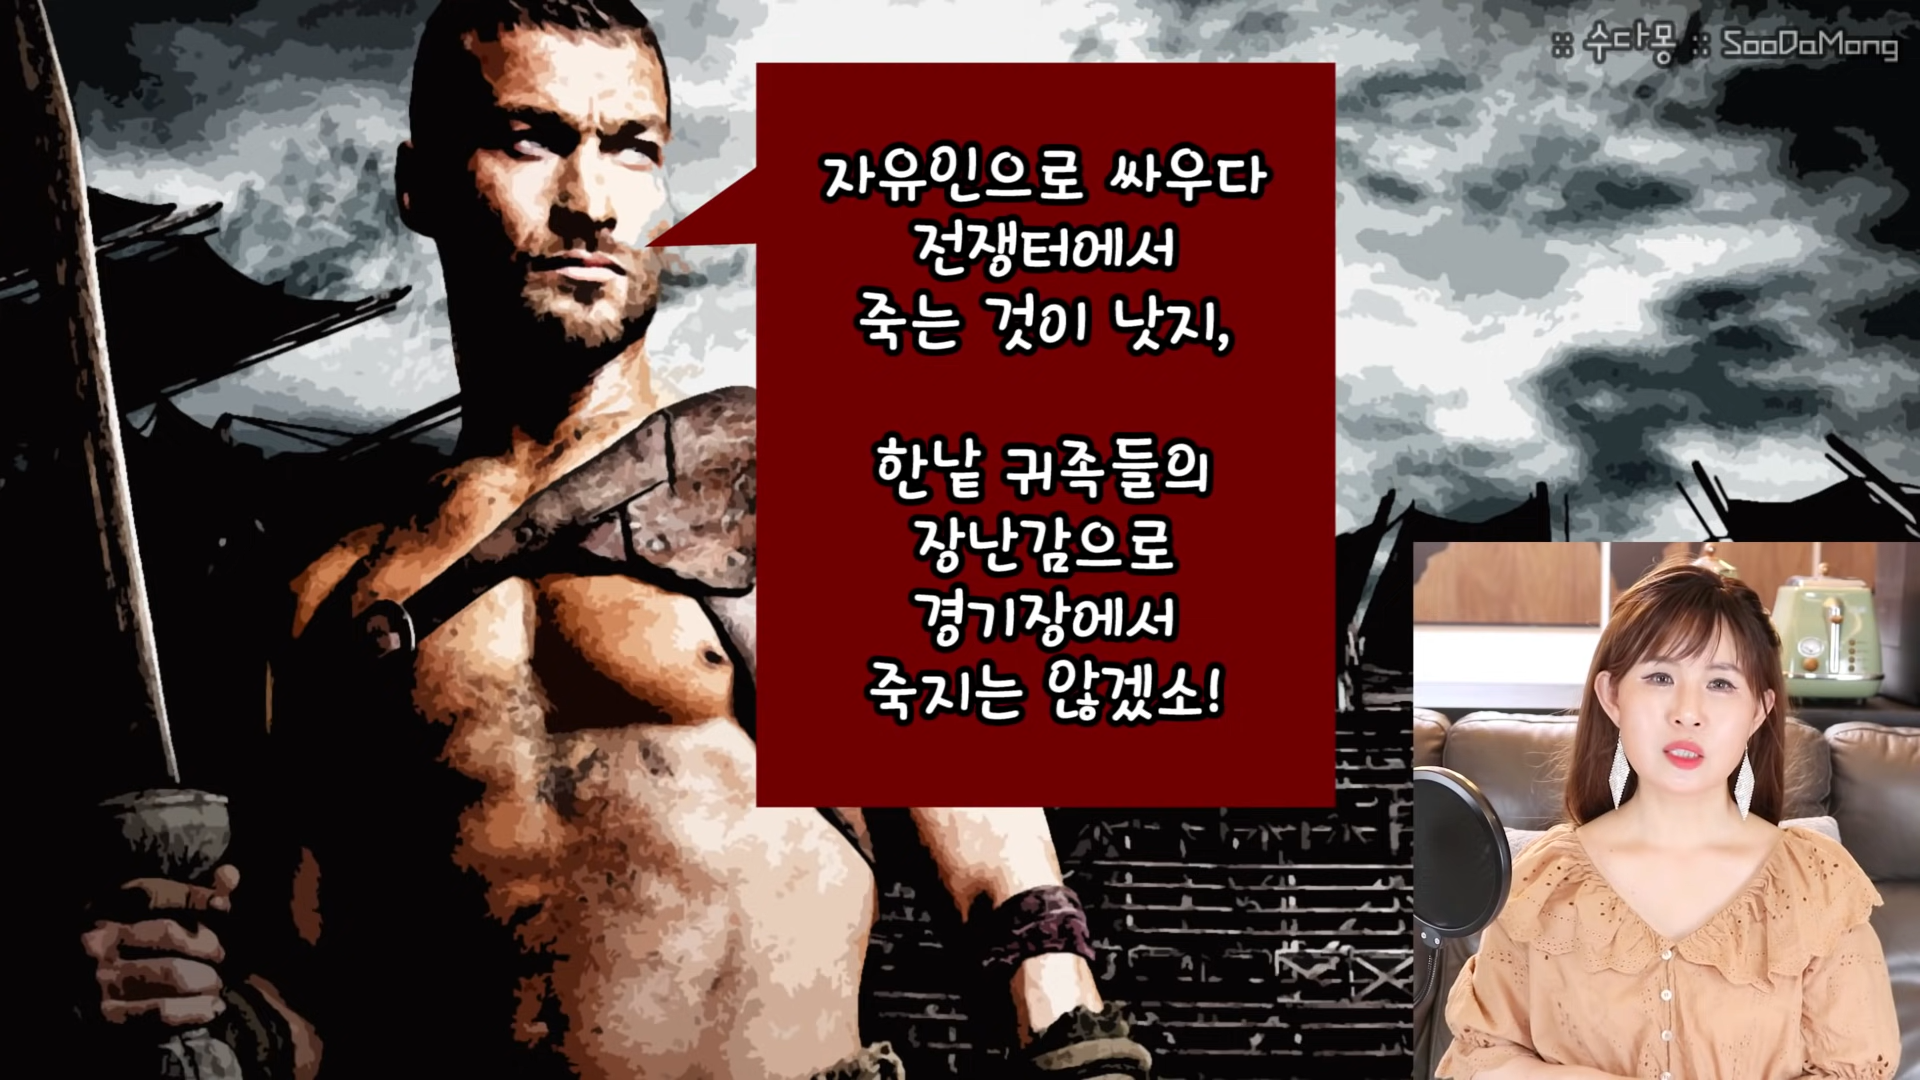 :: 수다몽 :: SooDaMong
자유인으로 싸우다
전쟁터에서
죽는 것이 낫지,
한낱 귀족들의
장난감으로
경기장에서
죽지는 않겠소!